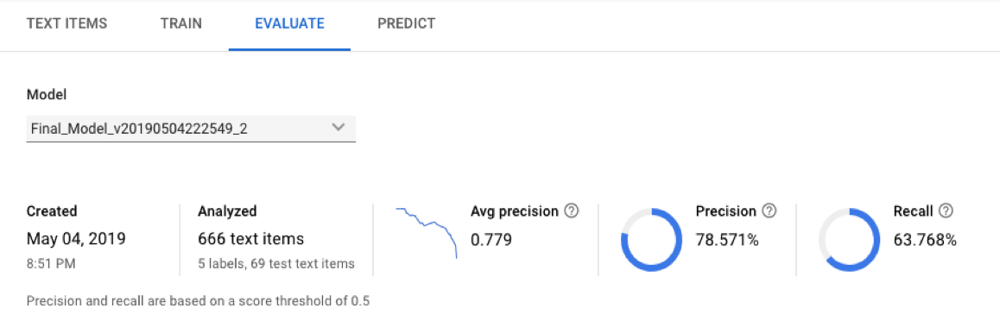 TEXT ITEMS TRAIN EVALUATE PREDICT
Model
Final_Model_v20190504222549_2
Created
May 04, 2019
8:51 PM
Analyzed
666 text items
5 labels, 69 test text items
Avg precision
0.779
Precision
78.571%
Recall
63.768%
Precision and recall are based on a score threshold of 0.5